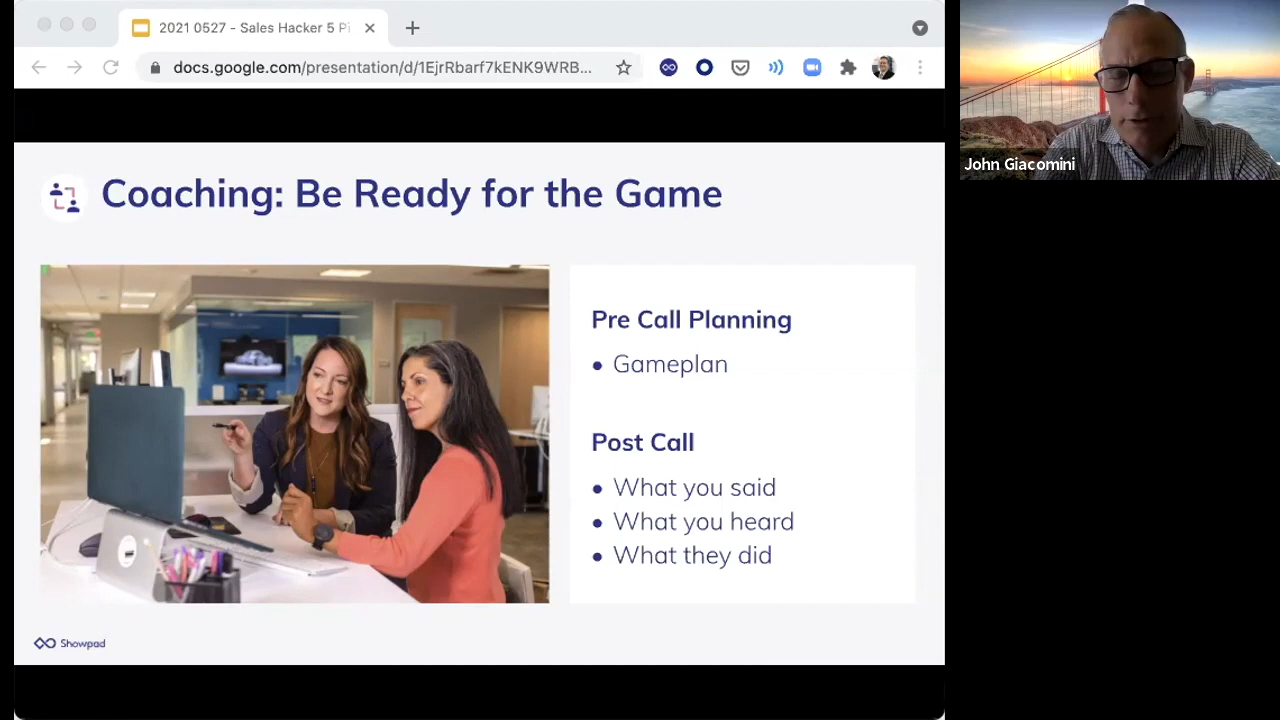 2021 0527 - Sales Hacker 5 Pi
docs.google.com/presentation/d/1EjrRbarf7kENK9WRB...
John Giacomini
Coaching: Be Ready for the Game
Pre Call Planning
• Gameplan
Post Call
• What you said
• What you heard
• What they did
Showpad